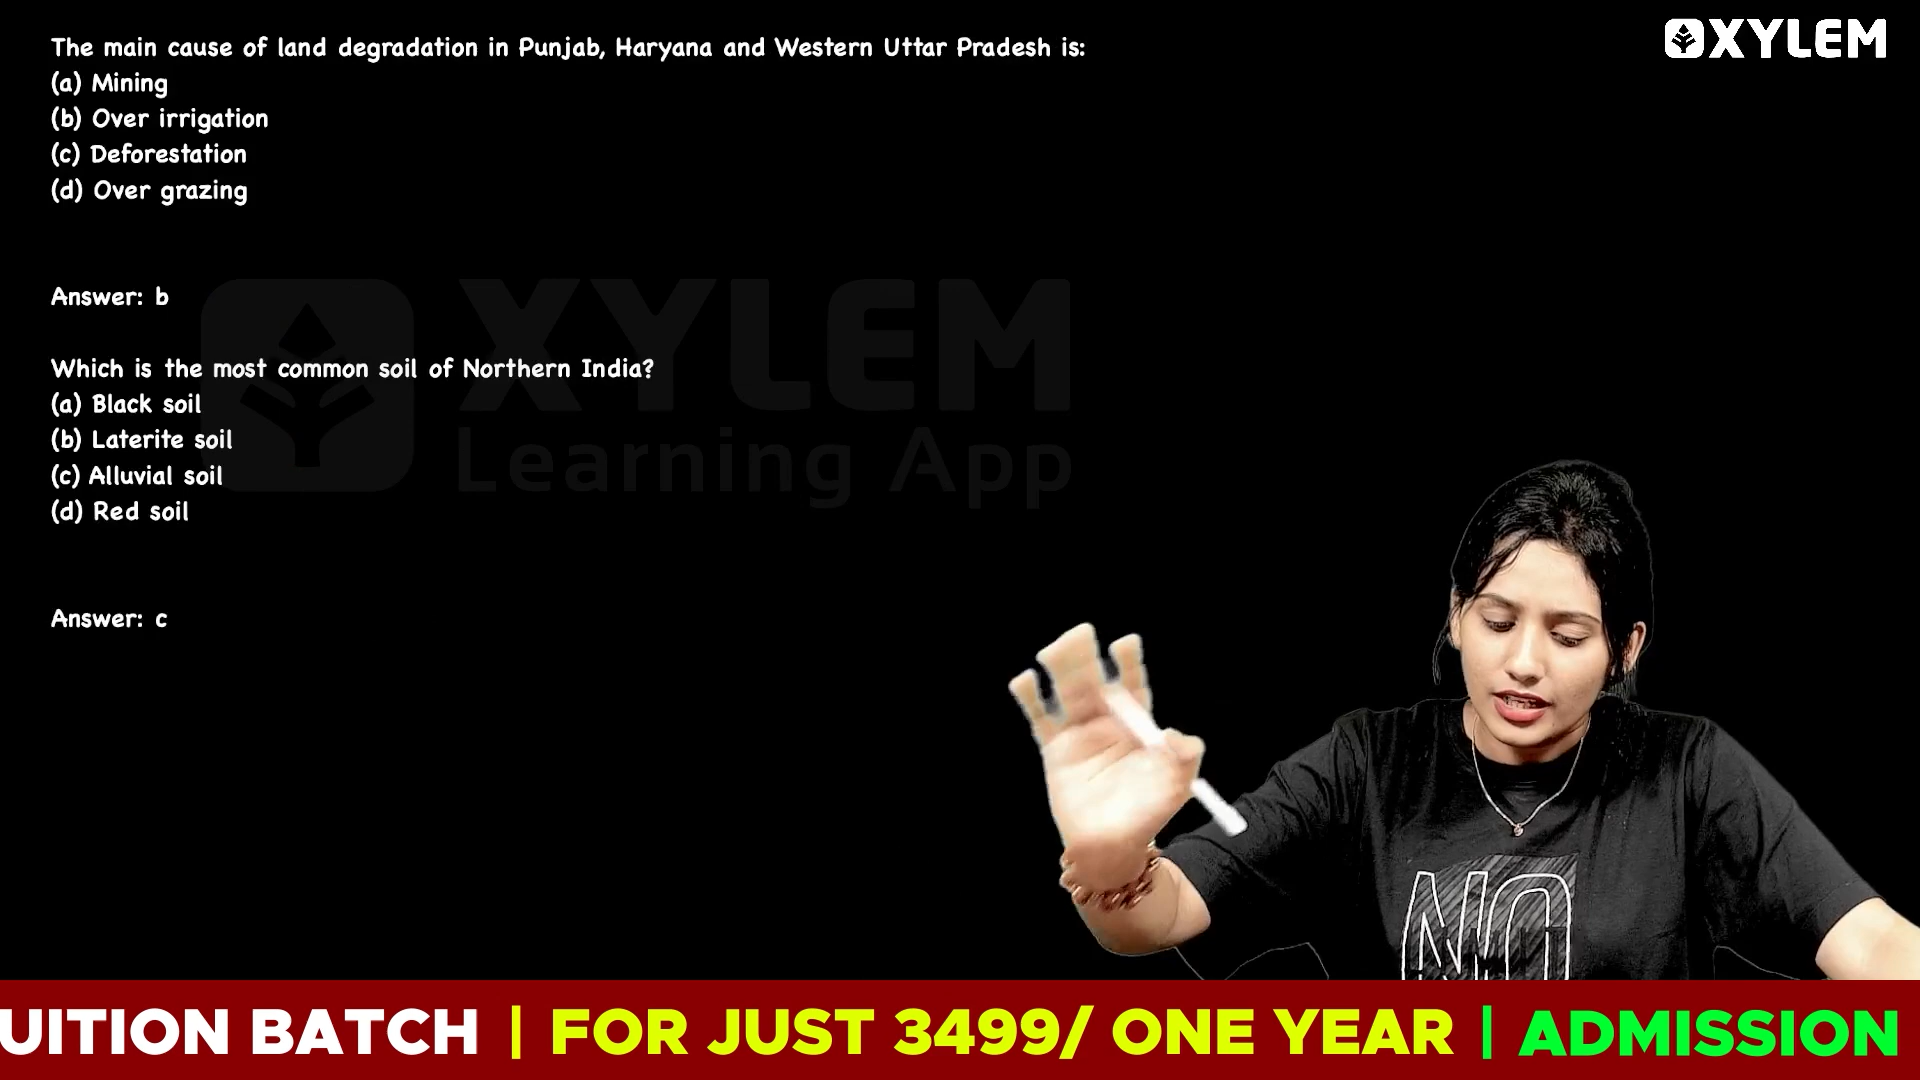 The main cause of land degradation in Punjab, Haryana and Western Uttar Pradesh is:
XYLEM
(a) Mining
(b) Over irrigation
(c) Deforestation
(d) Over grazing
Answer: b
XYLEM
Learning App
Which is the most common soil of Northern India?
(a) Black soil
(b) Laterite soil
(c) Alluvial soil
(d) Red soil
Answer: c
NO
UITION BATCH | FOR JUST 3499/ ONE YEAR | ADMISSION